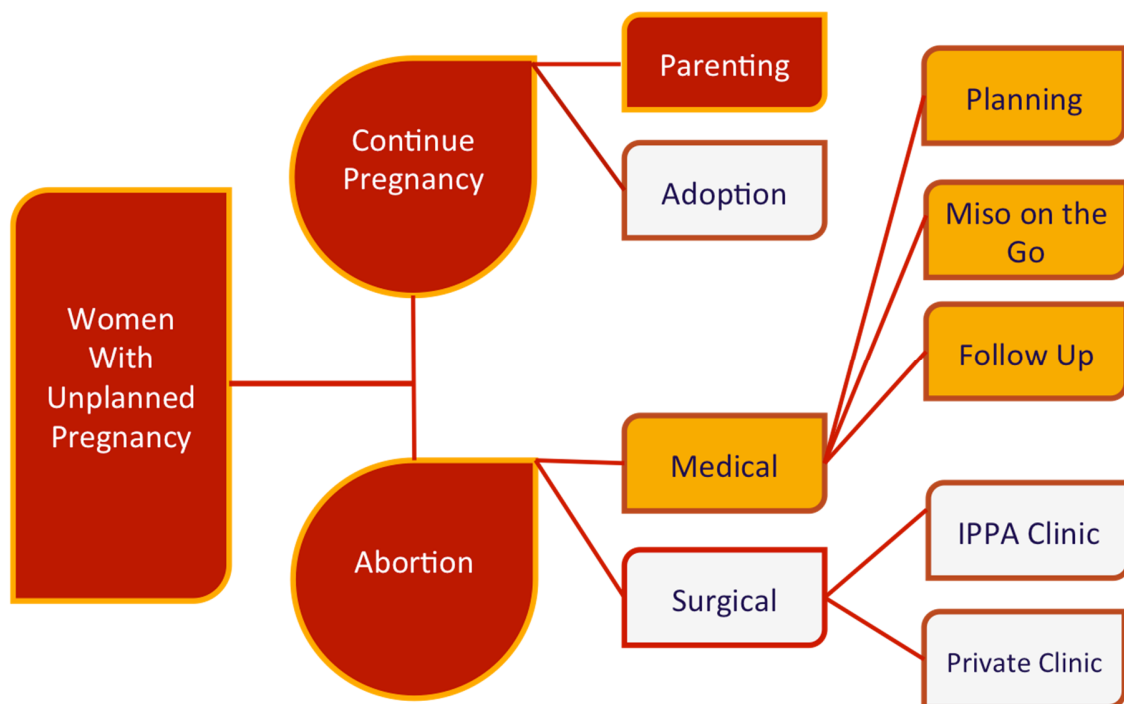 Women
With
Unplanned
Pregnancy
Continue
Pregnancy
Parenting
Adoption
Abortion
Medical
Planning
Miso on the
Go
Follow Up
Surgical
IPPA Clinic
Private Clinic